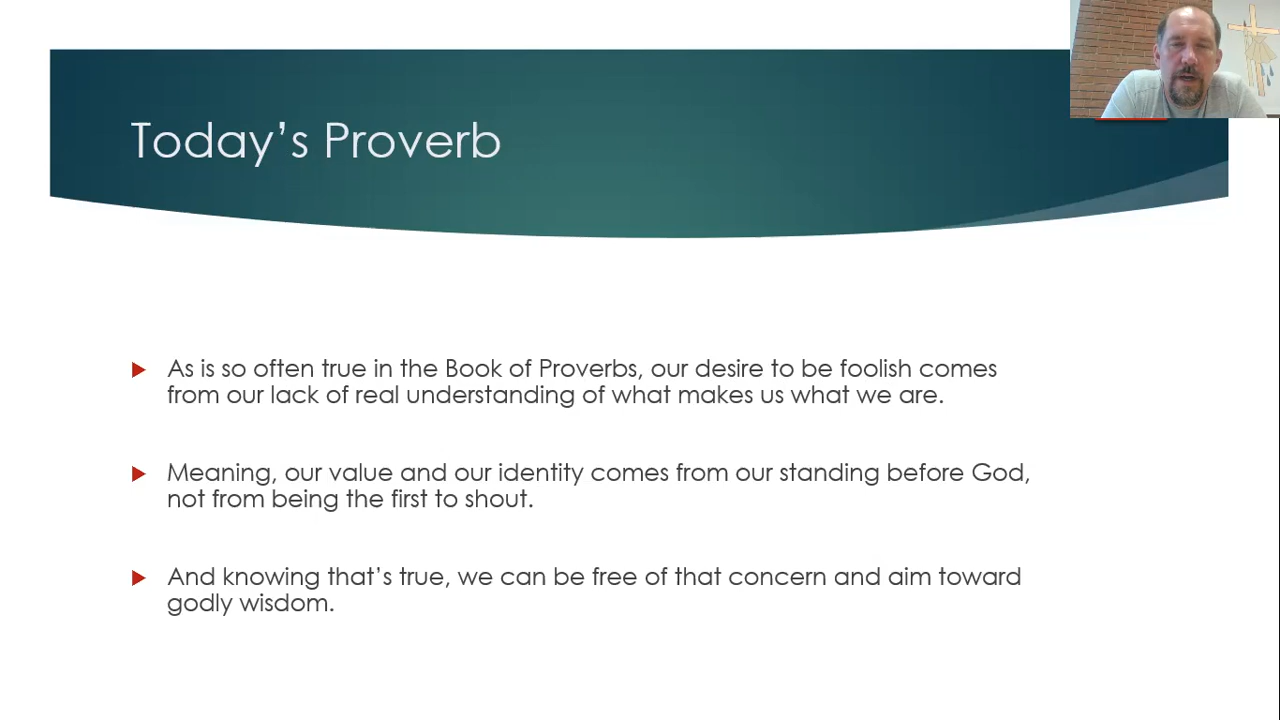 Today’s Proverb
As is so often true in the Book of Proverbs, our desire to be foolish comes
from our lack of real understanding of what makes us what we are.
Meaning, our value and our identity comes from our standing before God,
not from being the first to shout.
And knowing that’s true, we can be free of that concern and aim toward
godly wisdom.